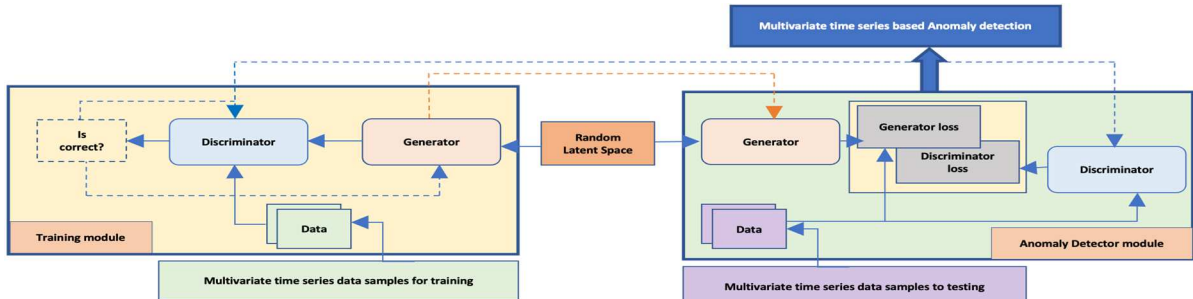 Multivariate time series based Anomaly detection
Is
correct?
Discriminator
Generator
Random
Latent Space
Generator
Generator loss
Discriminator
loss
Discriminator
Data
Training module
Data
Anomaly Detector module
Multivariate time series data samples for training
Multivariate time series data samples to testing